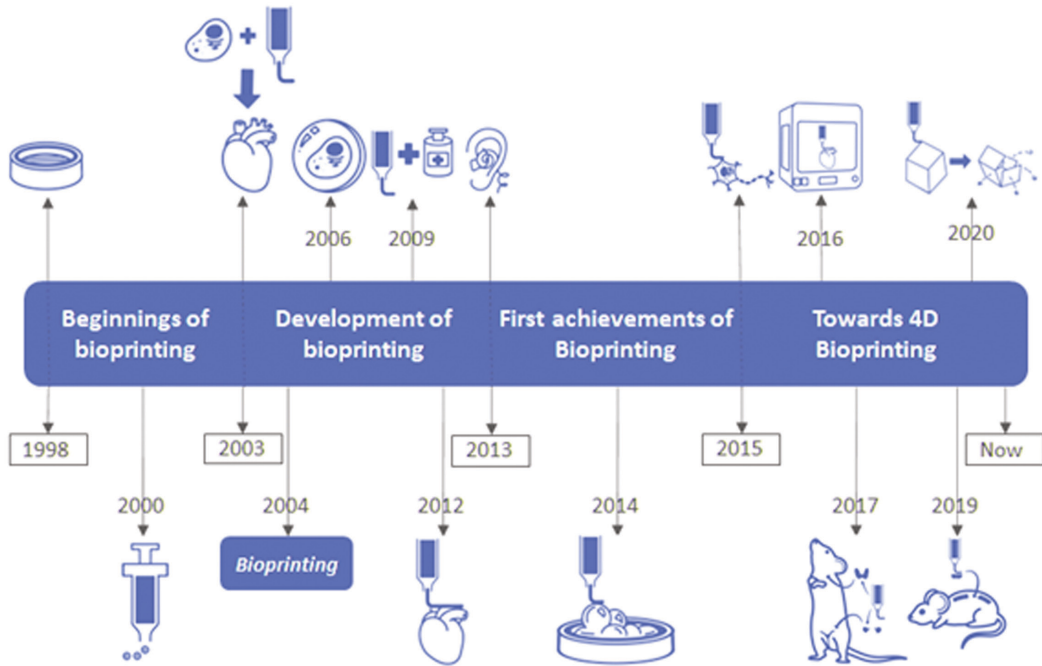 2006
2009
2016
2020
Beginnings of
bioprinting
Development of
bioprinting
First achievements of
Bioprinting
Towards 4D
Bioprinting
1998
2003
2013
2015
Now
2000
2004
2012
2014
2017
2019
Bioprinting